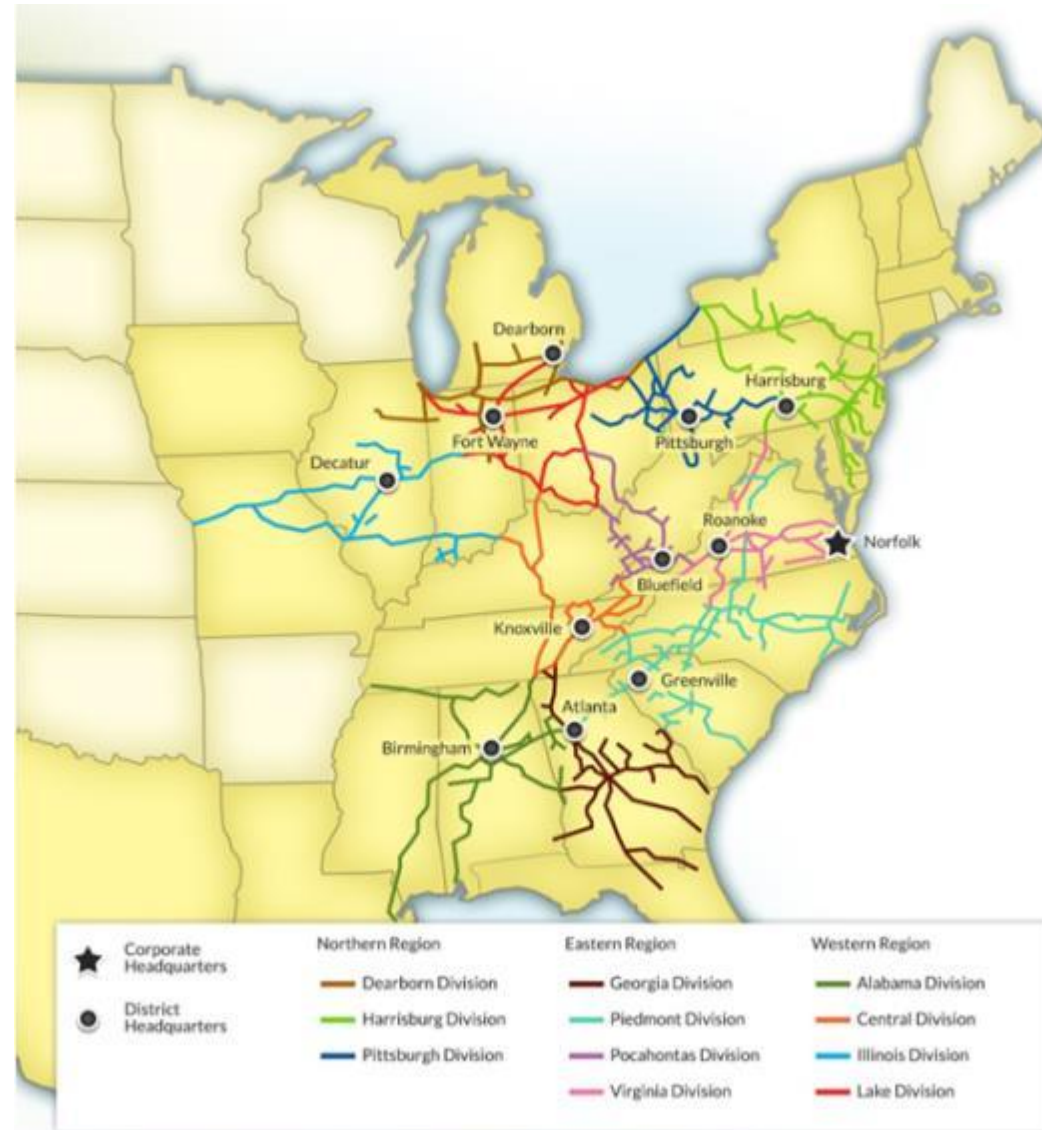 Dearborn
Harrisburg
Fort Wayne
Pittsburgh
Decatur
Roanoke
Norfolk
Bluefield
Knoxville
Greenville
Atlanta
Birmingham
Corporate
Headquarters
District
Headquarters
Northern Region
Dearborn Division
Harrisburg Division
Pittsburgh Division
Eastern Region
Georgia Division
Piedmont Division
Pocahontas Division
Virginia Division
Western Region
Alabama Division
Central Division
Illinois Division
Lake Division